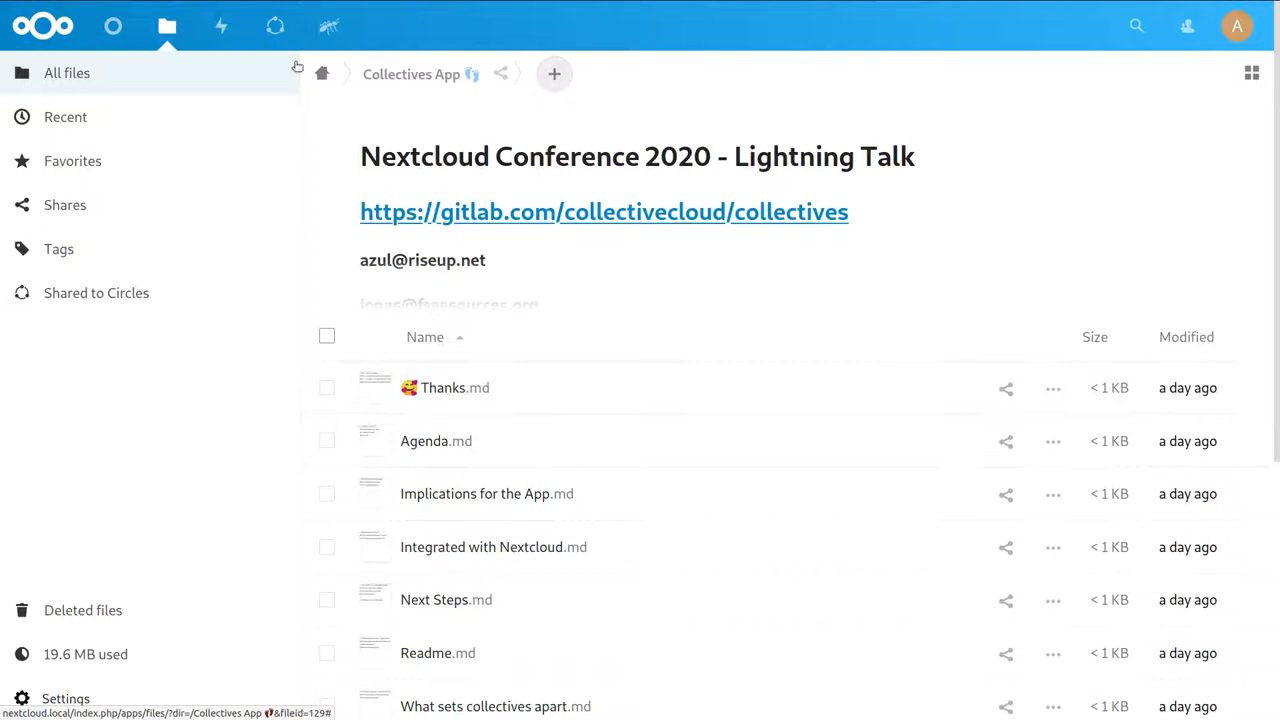 A
All files
Recent
Favorites
Shares
Tags
Shared to Circles
Deleted files
19.6 MB used
Settings
nextcloud.local/index.php/apps/files/?dir=/Collectives App 👣&fileid=129#
Collectives App 👣
Nextcloud Conference 2020 - Lightning Talk
https://gitlab.com/collectivecloud/collectives
azul@riseup.net
jonas@freesources.org
Name Size Modified
🥰 Thanks.md < 1 KB a day ago
Agenda.md < 1 KB a day ago
Implications for the App.md < 1 KB a day ago
Integrated with Nextcloud.md < 1 KB a day ago
Next Steps.md < 1 KB a day ago
Readme.md < 1 KB a day ago
What sets collectives apart.md < 1 KB a day ago